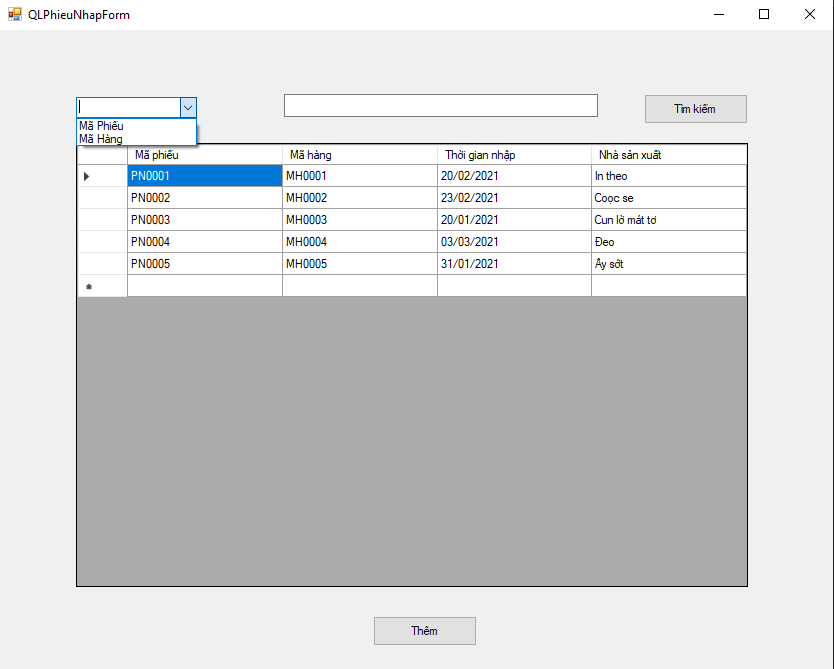 QLPhieuNhapForm
Tìm kiếm
Mã Phiếu
Mã Hàng
Mã phiếu Mã hàng Thời gian nhập Nhà sản xuất
PN0001 MH0001 20/02/2021 In theo
PN0002 MH0002 23/02/2021 Coọc se
PN0003 MH0003 20/01/2021 Cun lờ mát tơ
PN0004 MH0004 03/03/2021 Đeo
PN0005 MH0005 31/01/2021 Ây sớt
Thêm